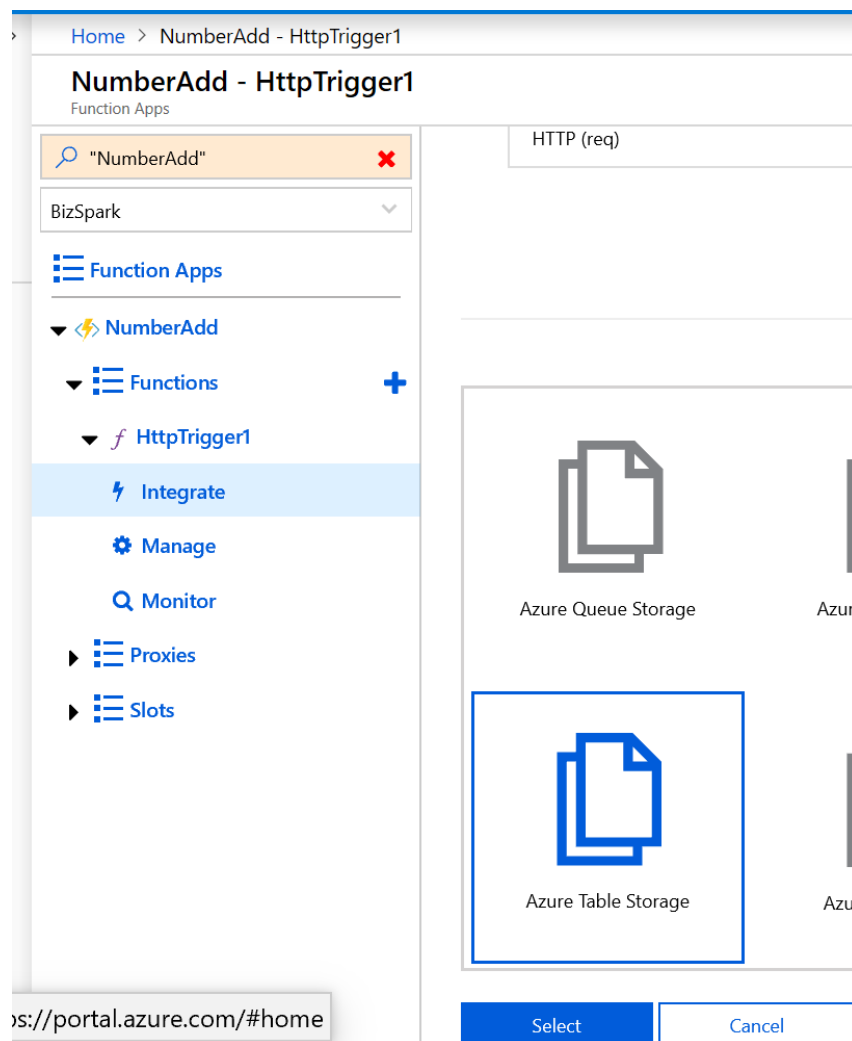 Home > NumberAdd - HttpTrigger1
NumberAdd - HttpTrigger1
Function Apps
"NumberAdd"
BizSpark
Function Apps
NumberAdd
Functions
HttpTrigger1
Integrate
Manage
Monitor
Proxies
Slots
ps://portal.azure.com/#home
HTTP (req)
Azure Queue Storage
Azure Table Storage
Select
Cancel